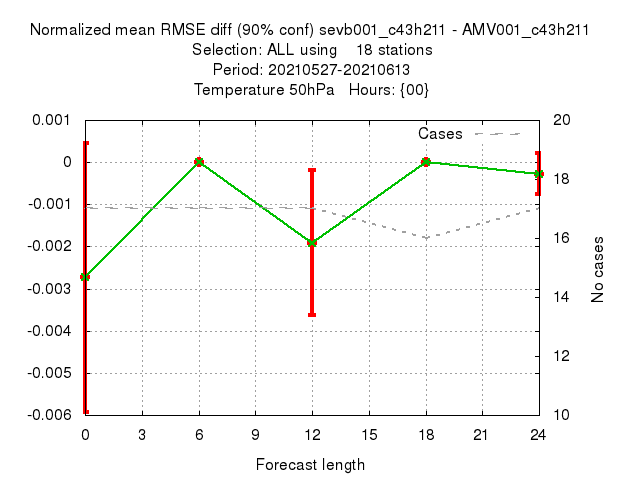 Normalized mean RMSE diff (90% conf) sevb001_c43h211 - AMV001_c43h211
Selection: ALL using    18 stations
Period: 20210527-20210613
Temperature 50hPa   Hours: {00}
0.001
0
-0.001
-0.002
-0.003
-0.004
-0.005
-0.006
Cases
20
18
16
14
12
10
No cases
0 3 6 9 12 15 18 21 24
Forecast length